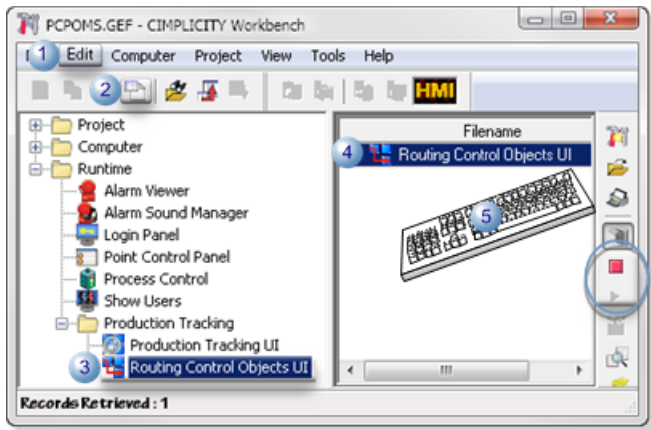 PCPOMS.GEF - CIMPLICITY Workbench
1 Edit Computer Project View Tools Help
2 HMI
Project
Computer
Runtime
Alarm Viewer
Alarm Sound Manager
Login Panel
Point Control Panel
Process Control
Show Users
Production Tracking
Production Tracking UI
3 Routing Control Objects UI
Filename
4 Routing Control Objects UI
5
Records Retrieved : 1